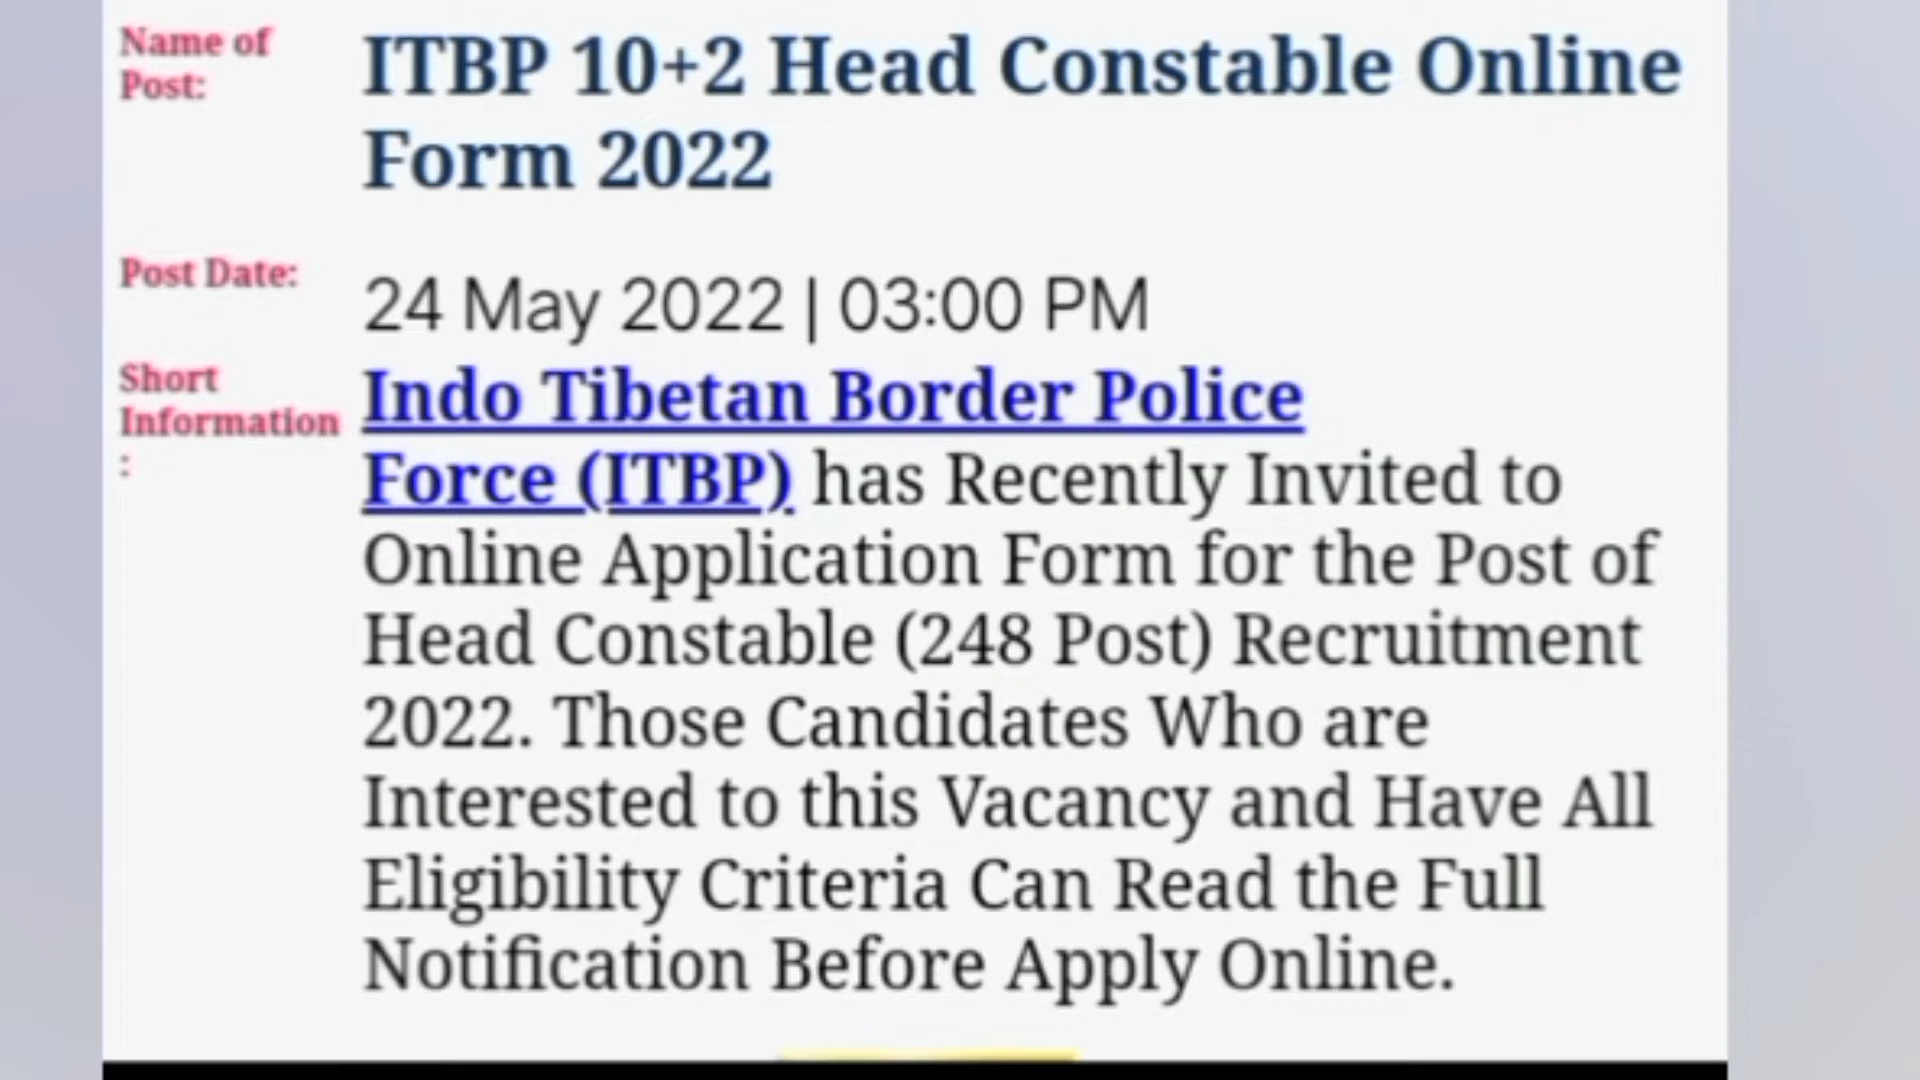 Name of
Post:
ITBP 10+2 Head Constable Online
Form 2022
Post Date:
24 May 2022 | 03:00 PM
Short
Information
:
Indo Tibetan Border Police
Force (ITBP) has Recently Invited to
Online Application Form for the Post of
Head Constable (248 Post) Recruitment
2022. Those Candidates Who are
Interested to this Vacancy and Have All
Eligibility Criteria Can Read the Full
Notification Before Apply Online.